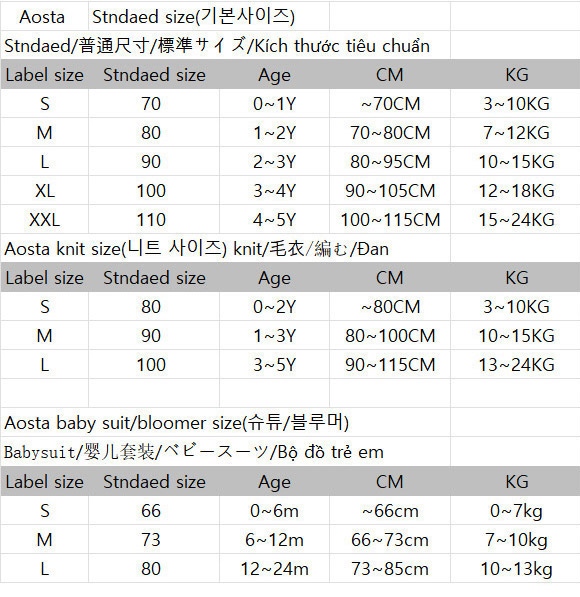 Aosta Stndaed size(기본사이즈)
Stndaed/普通尺寸/標準サイズ/Kích thước tiêu chuẩn
Label size Stndaed size Age CM KG
S 70 0~1Y ~70CM 3~10KG
M 80 1~2Y 70~80CM 7~12KG
L 90 2~3Y 80~95CM 10~15KG
XL 100 3~4Y 90~105CM 12~18KG
XXL 110 4~5Y 100~115CM 15~24KG
Aosta knit size(니트 사이즈) knit/毛衣/編む/Đan
Label size Stndaed size Age CM KG
S 80 0~2Y ~80CM 3~10KG
M 90 1~3Y 80~100CM 10~15KG
L 100 3~5Y 90~115CM 13~24KG
Aosta baby suit/bloomer size(슈튜/블루머)
Babysuit/婴儿套装/ベビースーツ/Bộ đồ trẻ em
Label size Stndaed size Age CM KG
S 66 0~6m ~66cm 0~7kg
M 73 6~12m 66~73cm 7~10kg
L 80 12~24m 73~85cm 10~13kg